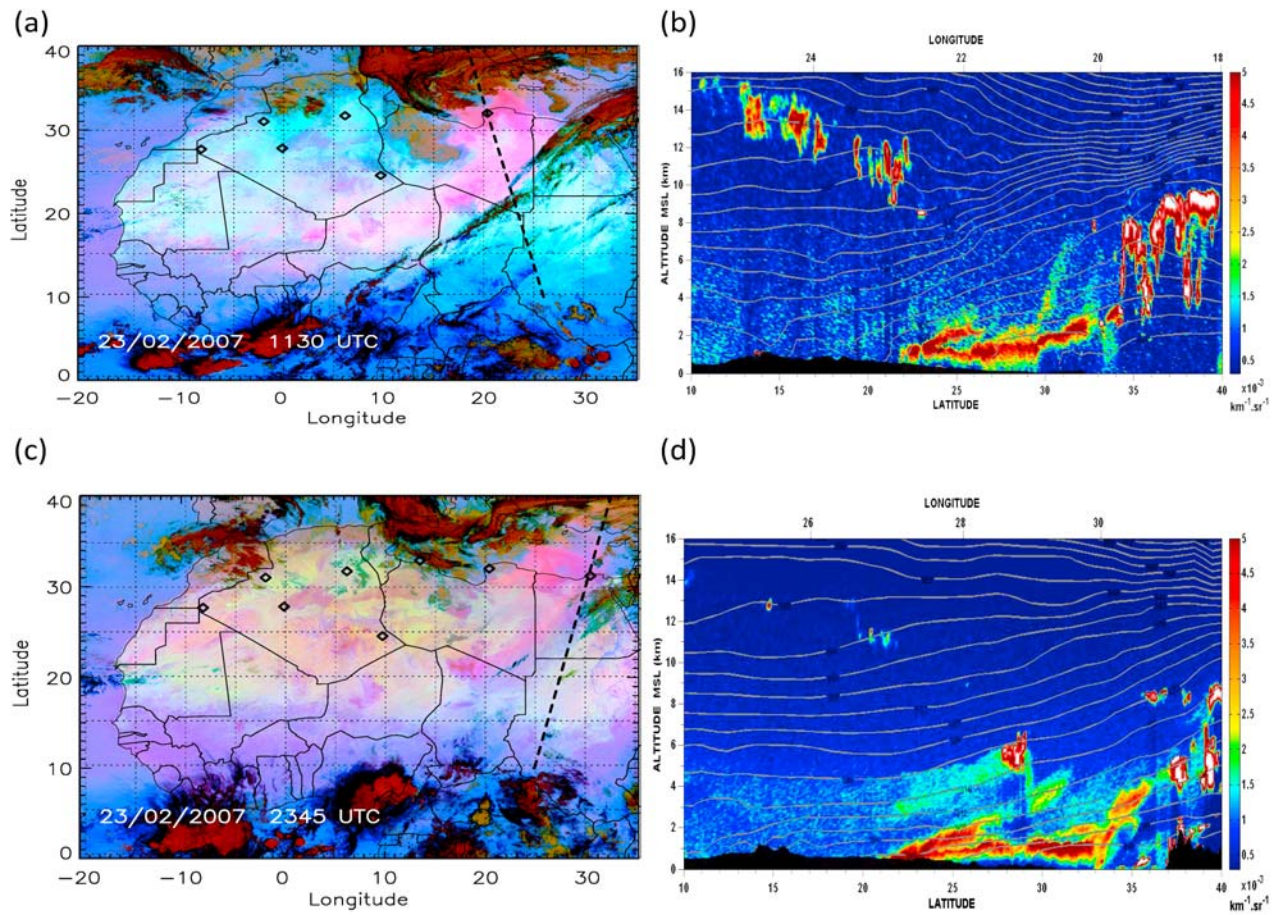 (a)
(b)
LONGITUDE
24 22 20 18
40
30
20
10
0
Latitude
23/02/2007 1130 UTC
−20 −10 0 10 20 30
Longitude
16
14
12
10
8
6
4
2
0
ALTITUDE MSL (km)
10 15 20 25 30 35 40
LATITUDE
5
4.5
4
3.5
3
2.5
2
1.5
1
0.5
x10⁻³
km⁻¹.sr⁻¹
(c)
(d)
LONGITUDE
26 28 30
40
30
20
10
0
Latitude
23/02/2007 2345 UTC
−20 −10 0 10 20 30
Longitude
16
14
12
10
8
6
4
2
0
ALTITUDE MSL (km)
10 15 20 25 30 35 40
LATITUDE
5
4.5
4
3.5
3
2.5
2
1.5
1
0.5
x10⁻³
km⁻¹.sr⁻¹